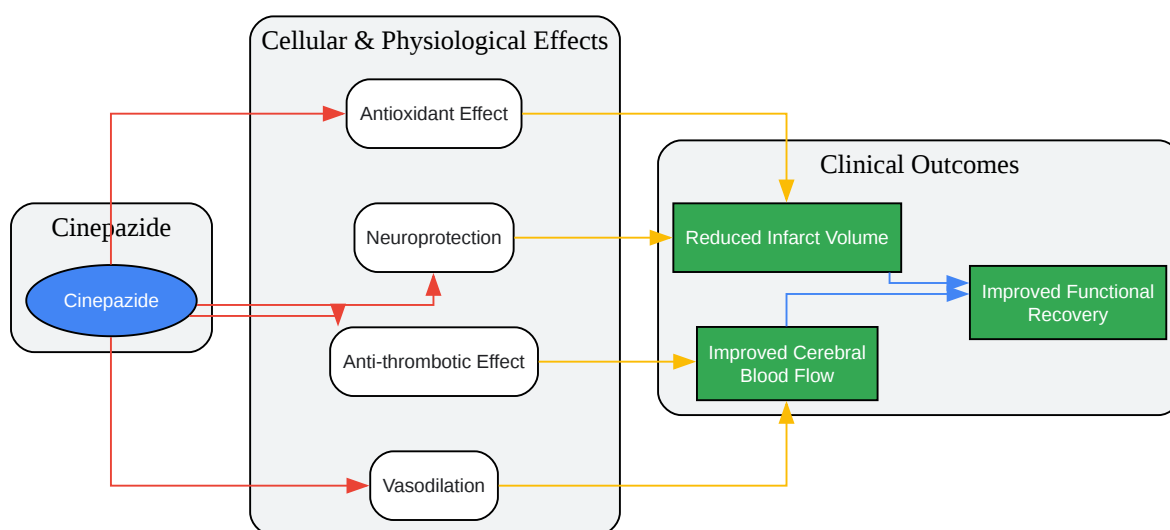 Cinepazide
Cinepazide
Cellular & Physiological Effects
Antioxidant Effect
Neuroprotection
Anti-thrombotic Effect
Vasodilation
Clinical Outcomes
Reduced Infarct Volume
Improved Cerebral
Blood Flow
Improved Functional
Recovery